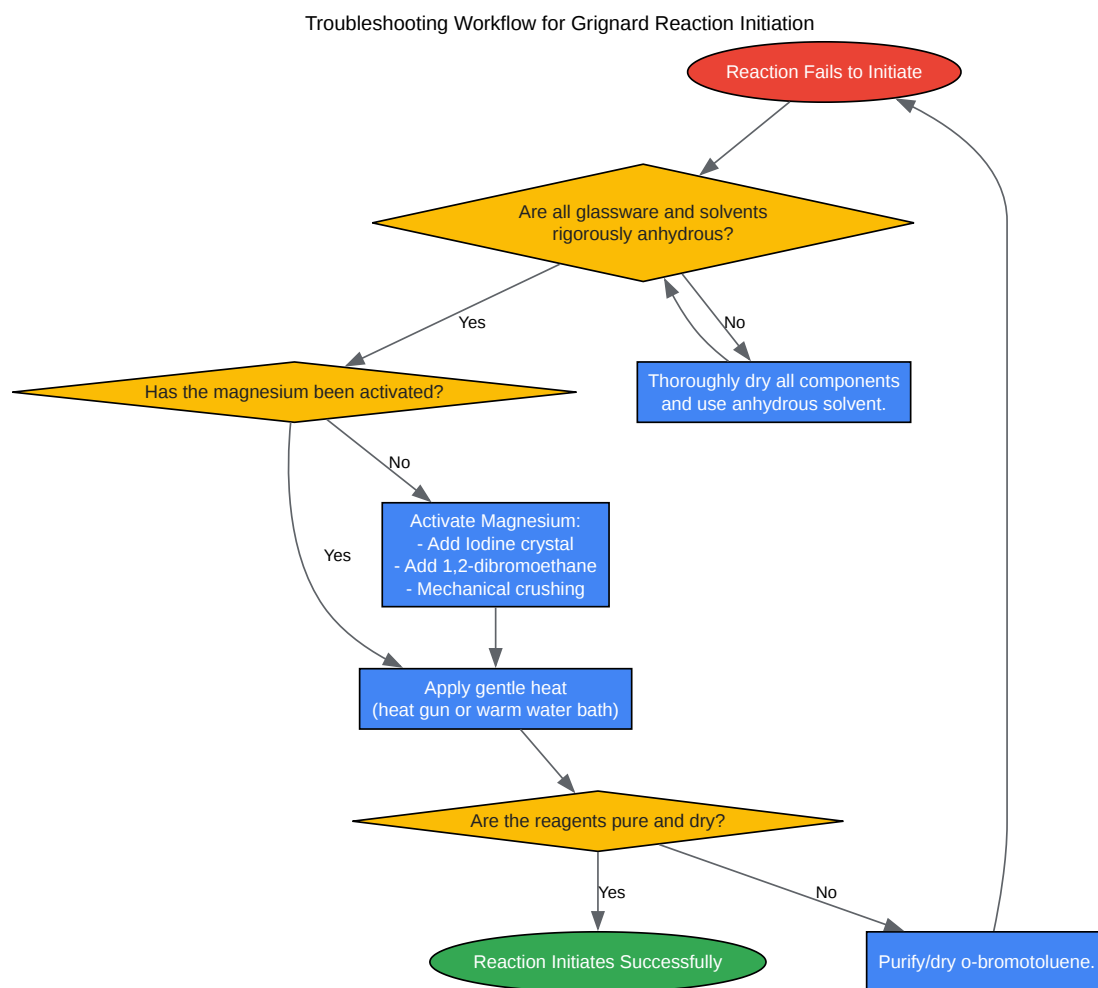 Troubleshooting Workflow for Grignard Reaction Initiation
Reaction Fails to Initiate
Are all glassware and solvents
rigorously anhydrous?
Yes
No
Has the magnesium been activated?
Thoroughly dry all components
and use anhydrous solvent.
No
Yes
Activate Magnesium:
- Add Iodine crystal
- Add 1,2-dibromoethane
- Mechanical crushing
Apply gentle heat
(heat gun or warm water bath)
Are the reagents pure and dry?
Yes
No
Reaction Initiates Successfully
Purify/dry o-bromotoluene.